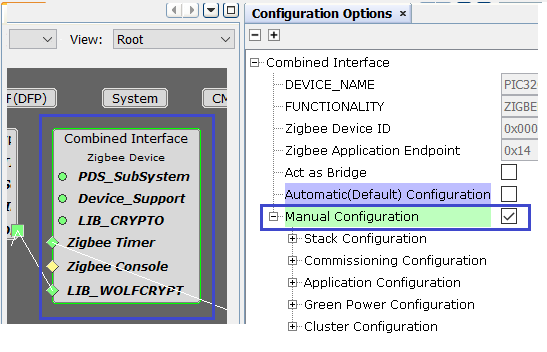 View: Root
F(DFP)
System
CM
Combined Interface
Zigbee Device
PDS_SubSystem
Device_Support
LIB_CRYPTO
Zigbee Timer
Zigbee Console
LIB_WOLFCRYPT
Configuration Options ×
Combined Interface
DEVICE_NAME PIC32
FUNCTIONALITY ZIGBE
Zigbee Device ID 0x000
Zigbee Application Endpoint 0x14
Act as Bridge
Automatic(Default) Configuration
Manual Configuration
Stack Configuration
Commissioning Configuration
Application Configuration
Green Power Configuration
Cluster Configuration